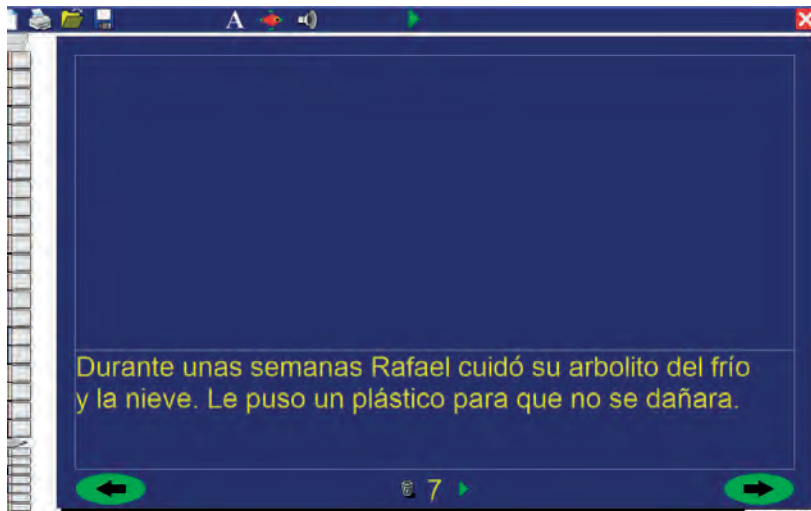 A
Durante unas semanas Rafael cuidó su arbolito del frío
y la nieve. Le puso un plástico para que no se dañara.
7